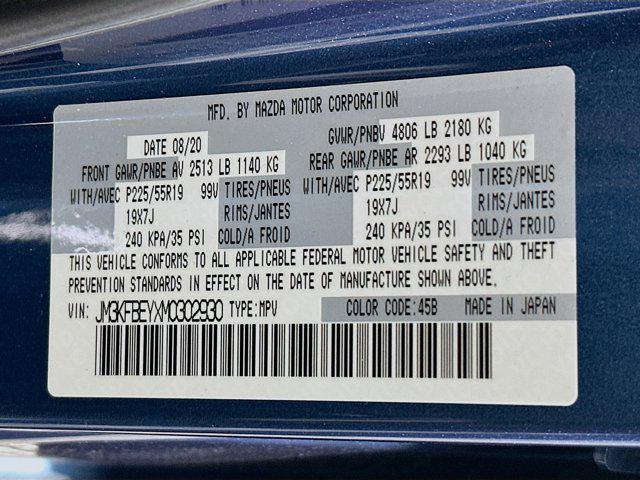 MFD. BY MAZDA MOTOR CORPORATION
DATE 08/20 GVWR/PNBV 4806 LB 2180 KG
FRONT GAWR/PNBE AV 2513 LB 1140 KG REAR GAWR/PNBE AR 2293 LB 1040 KG
WITH/AVEC P225/55R19 99V TIRES/PNEUS WITH/AVEC P225/55R19 99V TIRES/PNEUS
19X7J RIMS/JANTES 19X7J RIMS/JANTES
240 KPA/35 PSI COLD/A FROID 240 KPA/35 PSI COLD/A FROID
THIS VEHICLE CONFORMS TO ALL APPLICABLE FEDERAL MOTOR VEHICLE SAFETY AND THEFT
PREVENTION STANDARDS IN EFFECT ON THE DATE OF MANUFACTURE SHOWN ABOVE.
VIN: JM3KFBEYXM0302930 TYPE:MPV COLOR CODE:45B MADE IN JAPAN